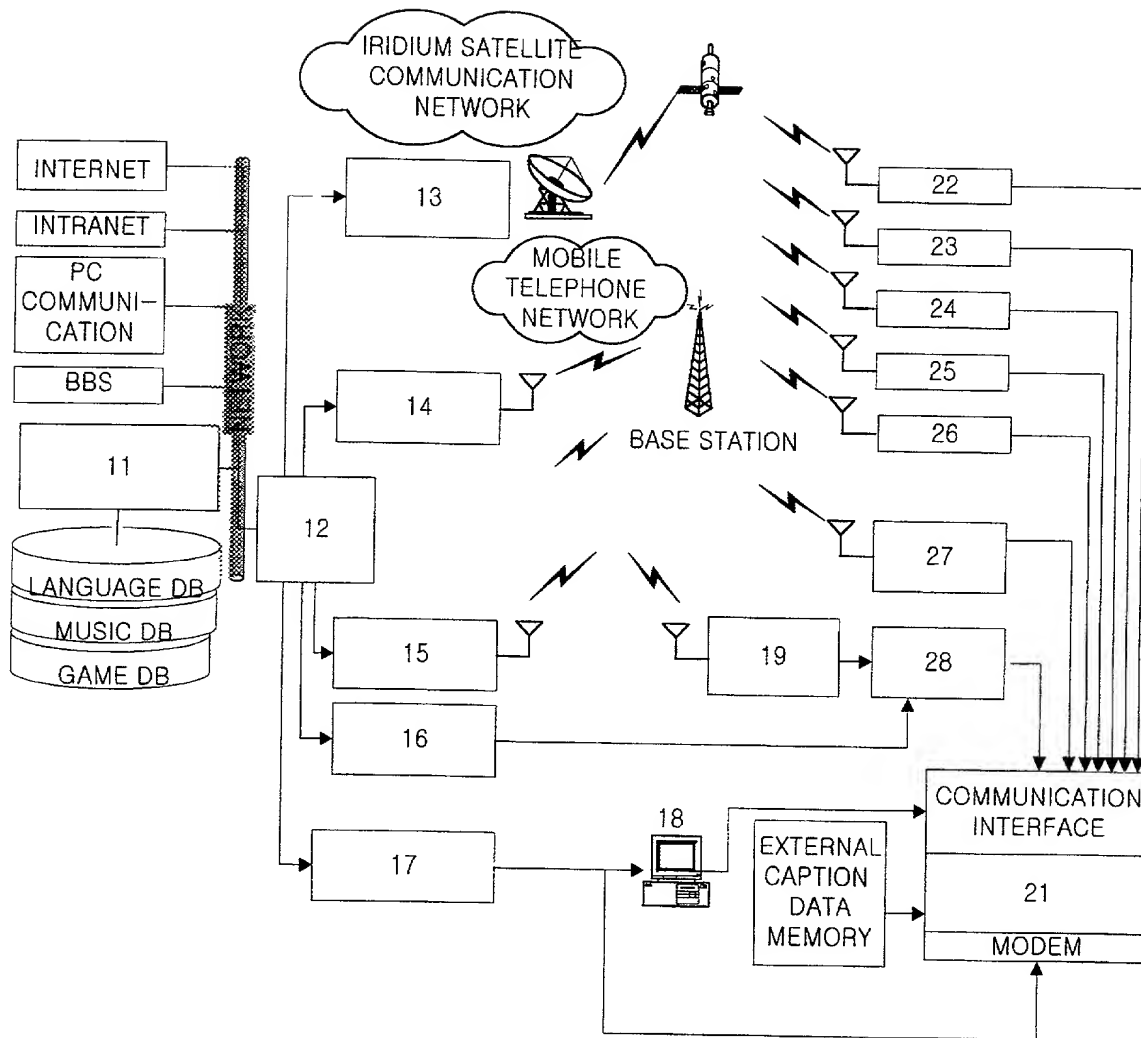 IRIDIUM SATELLITE
COMMUNICATION
NETWORK
INTERNET
INTRANET
PC
COMMUNI-
CATION
BBS
11
LANGUAGE DB
MUSIC DB
GAME DB
12
13
MOBILE
TELEPHONE
NETWORK
14
BASE STATION
15
16
17
18
19
22
23
24
25
26
27
28
EXTERNAL
CAPTION
DATA
MEMORY
COMMUNICATION
INTERFACE
21
MODEM